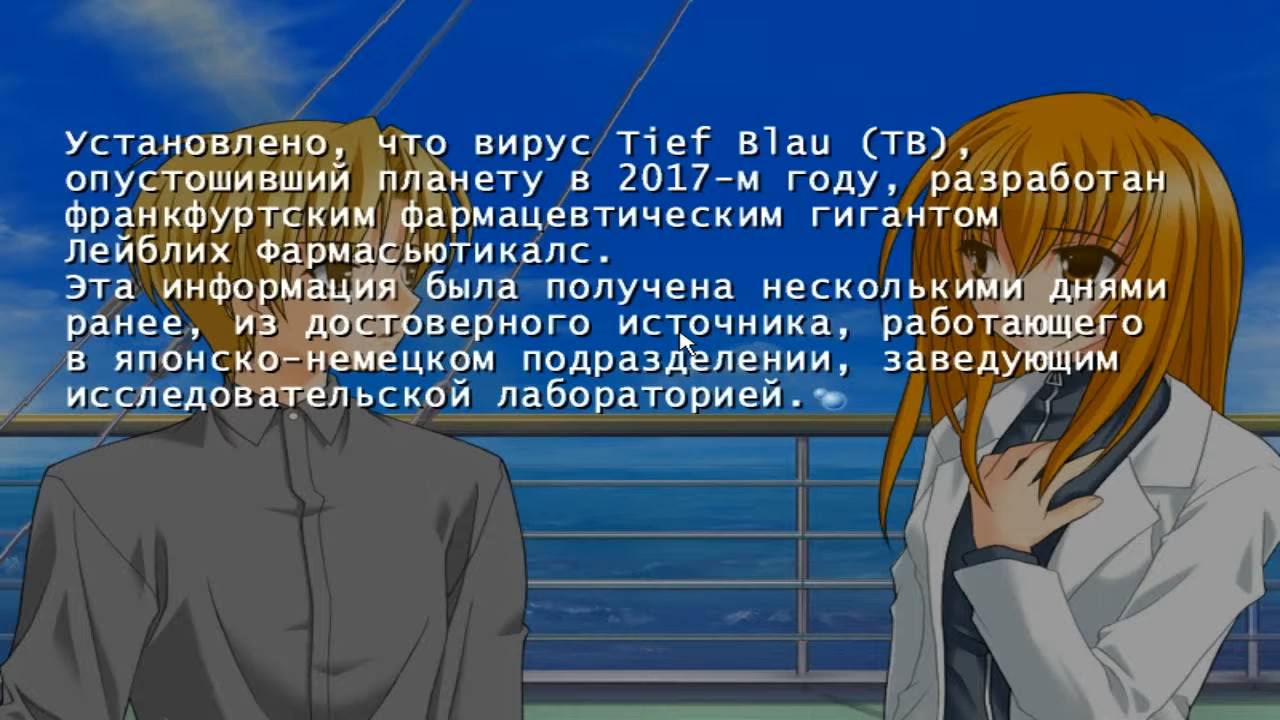 Установлено, что вирус Tief Blau (ТВ),
опустошивший планету в 2017-м году, разработан
франкфуртским фармацевтическим гигантом
Лейблих Фармасьютикалс.
Эта информация была получена несколькими днями
ранее, из достоверного источника, работающего
в японско-немецком подразделении, заведующим
исследовательской лабораторией.